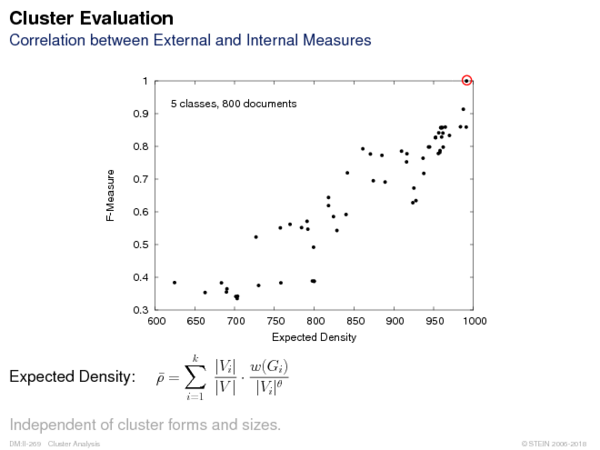 Cluster Evaluation
Correlation between External and Internal Measures
5 classes, 800 documents
F-Measure
1
0.9
0.8
0.7
0.6
0.5
0.4
0.3
600 650 700 750 800 850 900 950 1000
Expected Density
Expected Density: ρ̄ = ∑_{i=1}^{k} |V_i|/|V| · w(G_i)/|V_i|^θ
Independent of cluster forms and sizes.
DM:II-269 Cluster Analysis © STEIN 2006-2018